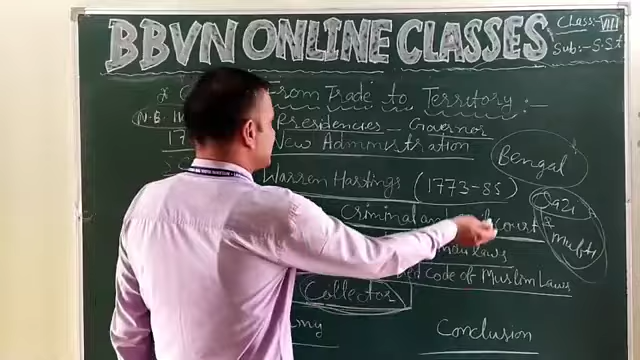 BBVN ONLINE CLASSES
Class:-VIII
Sub:-S.St
From Trade to Territory:-
Presidencies - Governor
New Administration
Bengal
Warren Hastings (1773-85)
Criminal and court
Qazi
&
Mufti
laws
Code of Muslim Laws
Collector
Conclusion